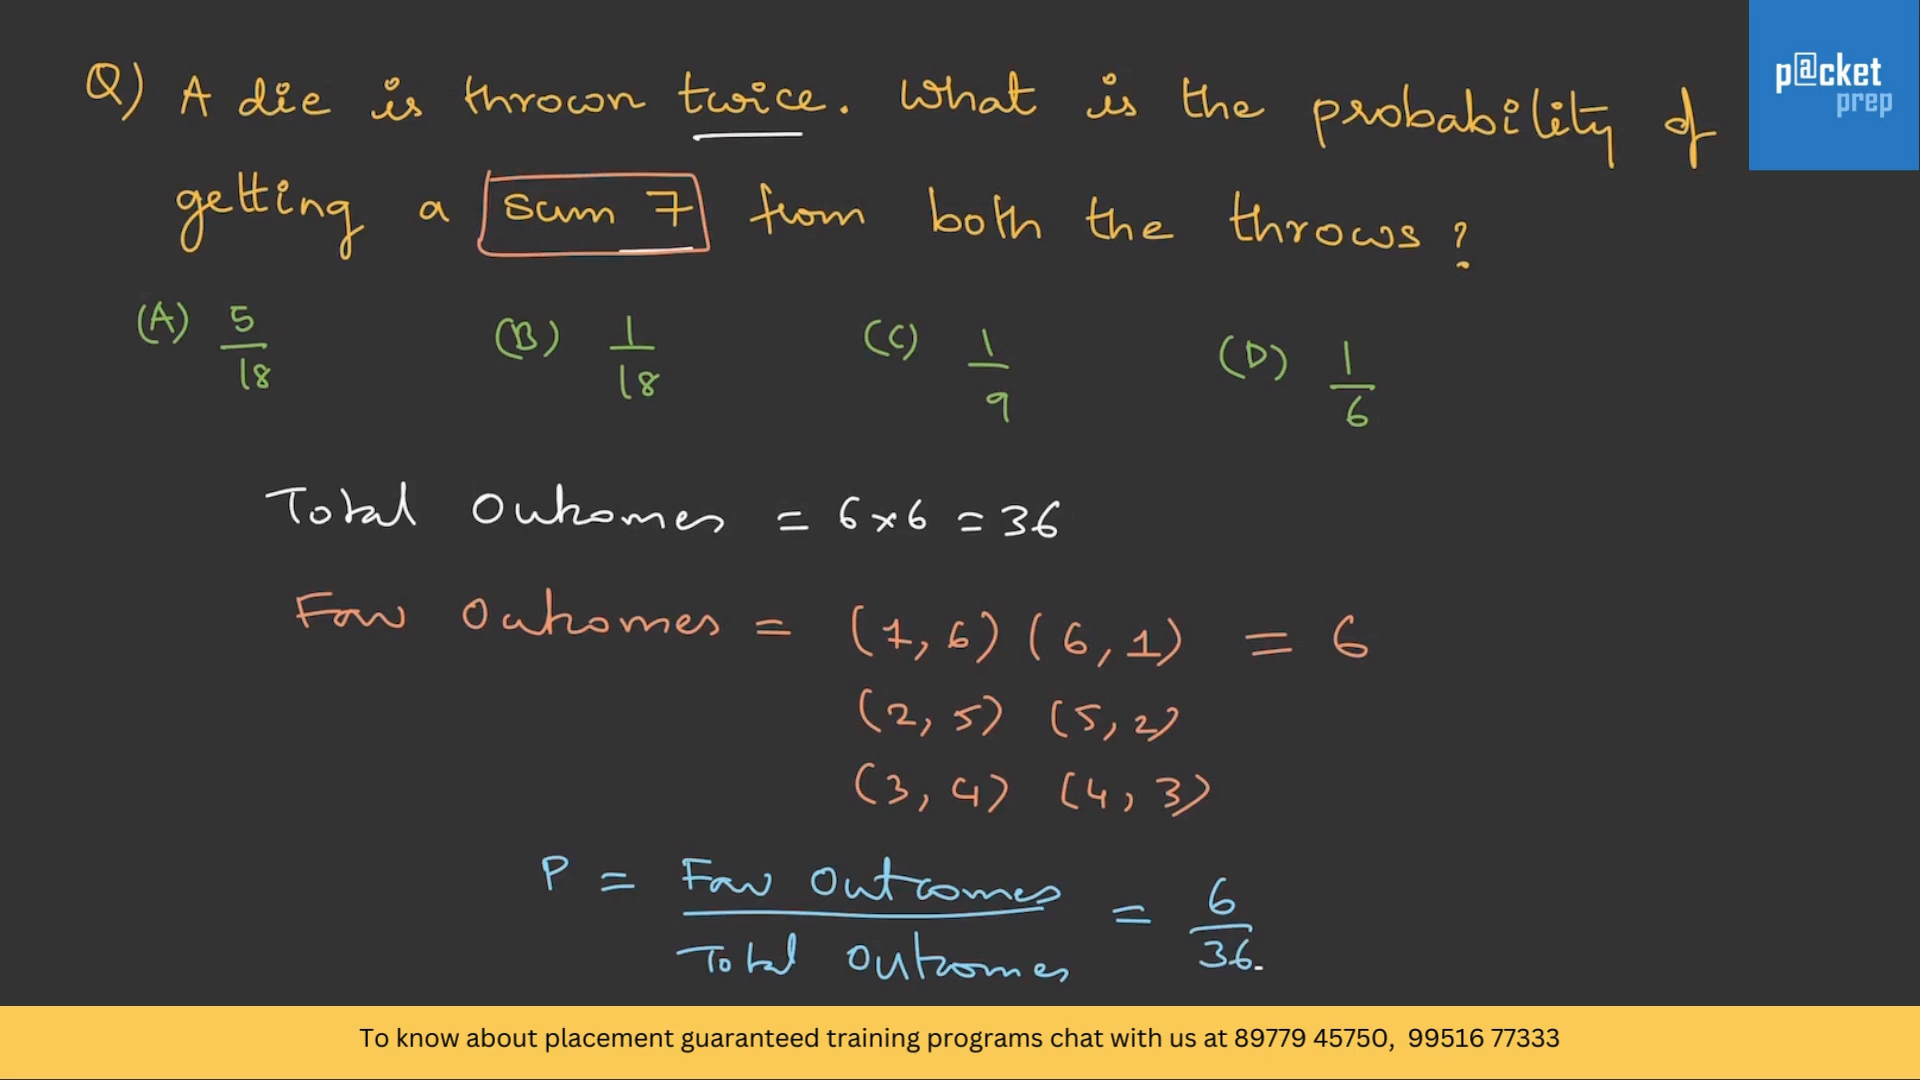 p@cket
prep
Q) A die is thrown twice. What is the probability of
getting a sum 7 from both the throws?
(A) 5/18 (B) 1/18 (C) 1/9 (D) 1/6
Total Outcomes = 6×6 = 36
Fav Outcomes = (1,6) (6,1) = 6
(2,5) (5,2)
(3,4) (4,3)
P = Fav Outcomes / Total Outcomes = 6/36
To know about placement guaranteed training programs chat with us at 89779 45750, 99516 77333